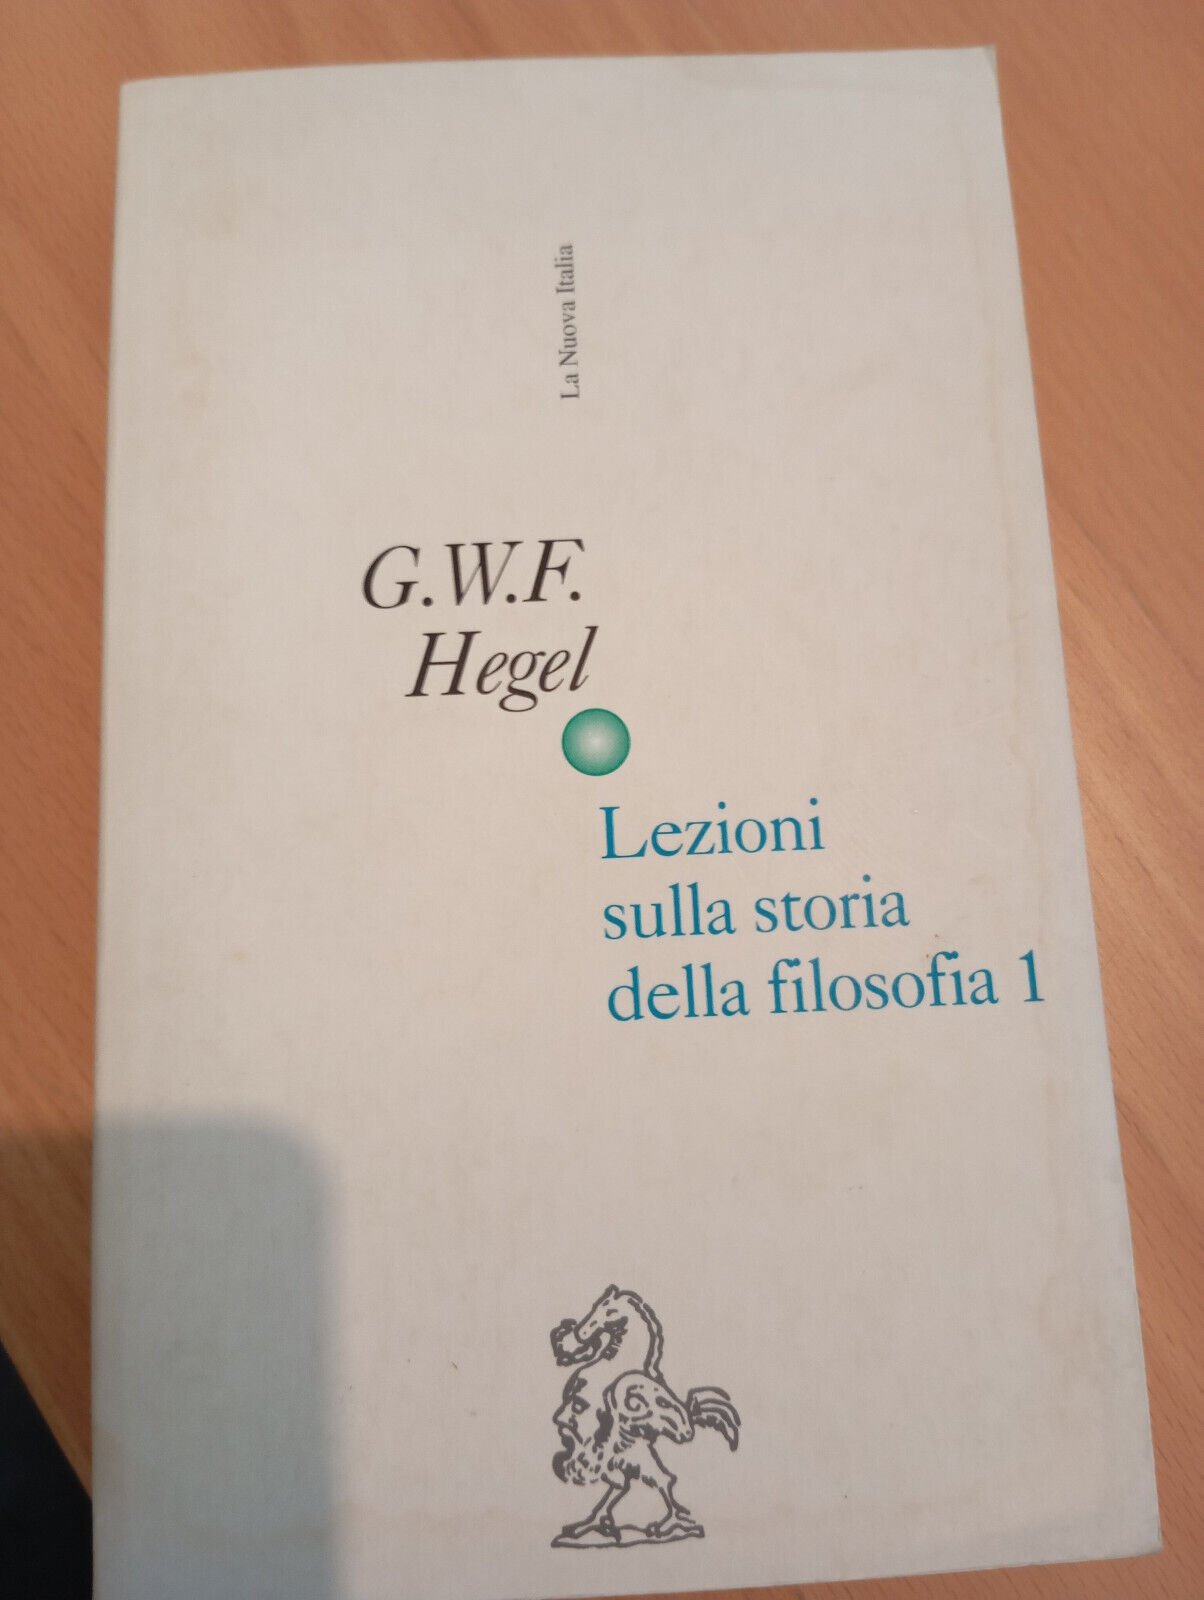 La Nuova Italia
G.W.F.
Hegel
Lezioni
sulla storia
della filosofia 1